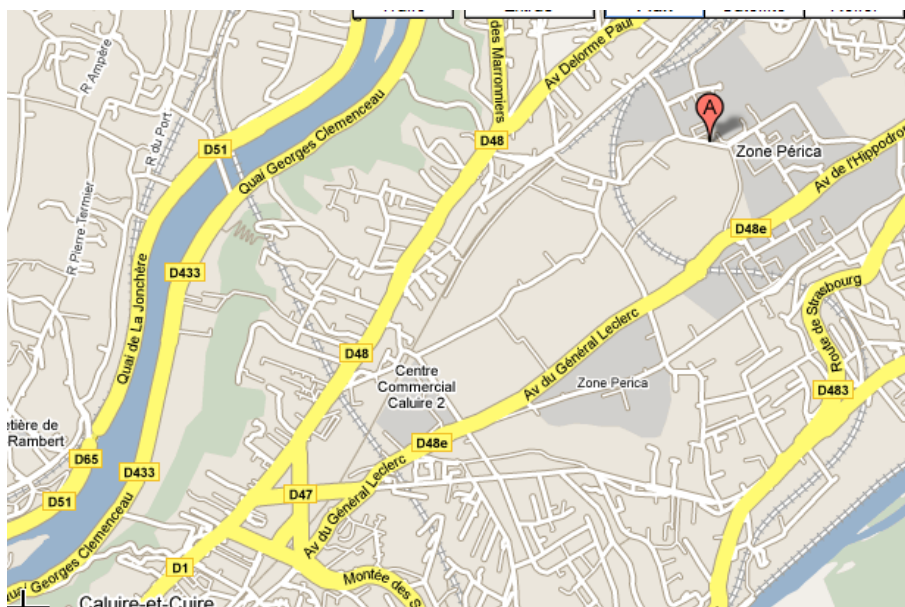 des Marronniers
Av Delorme Paul
R Ampère
A
D48
R du Port
D51
Zone Périca
Quai Georges Clemenceau
Av de l'Hippodrom
R Pierre Termier
D48e
D433
Quai de La Jonchère
Route de Strasbourg
Av du Général Leclerc
D48
Centre
Commercial
Caluire 2
Zone Perica
D483
etière de
Rambert
D48e
D65
D433
D51
D47
Av du Général Leclerc
Georges Clemenceau
D1
Montée des S
Caluire-et-Cuire